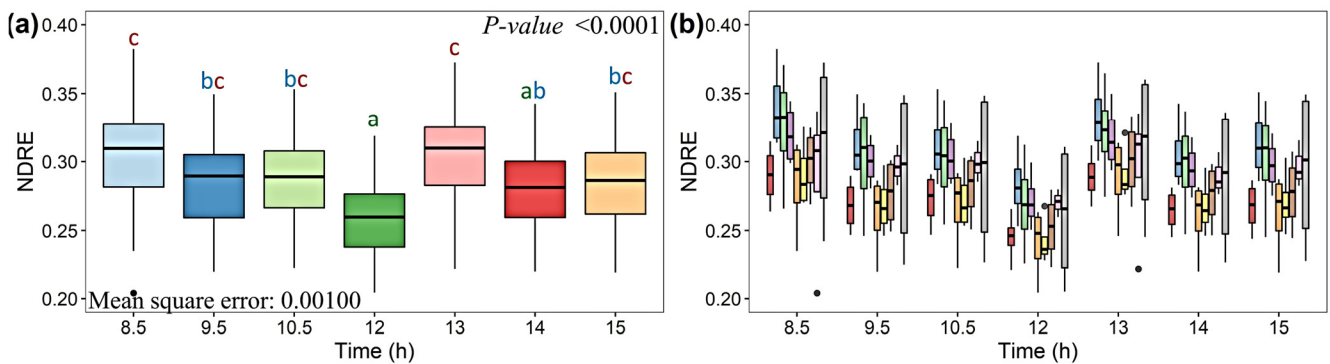 (a)
P-value <0.0001
NDRE
0.40
0.35
0.30
0.25
0.20
c
bc
bc
a
c
ab
bc
Mean square error: 0.00100
8.5 9.5 10.5 12 13 14 15
Time (h)
(b)
NDRE
0.40
0.35
0.30
0.25
0.20
8.5 9.5 10.5 12 13 14 15
Time (h)